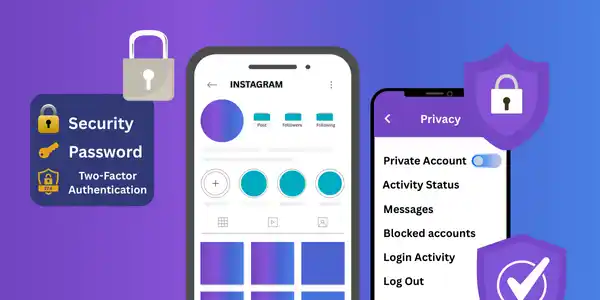 Security
Password
Two-Factor
Authentication
INSTAGRAM
Post Followers Following
Privacy
Private Account
Activity Status
Messages
Blocked accounts
Login Activity
Log Out